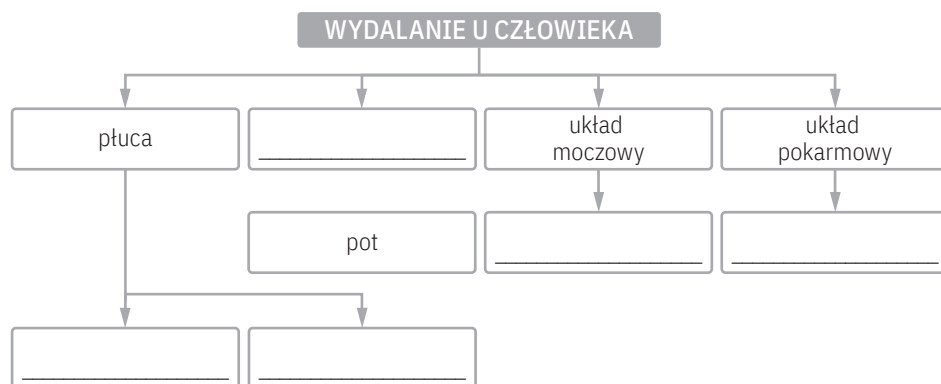 WYDALANIE U CZŁOWIEKA
płuca
układ
moczowy
układ
pokarmowy
pot